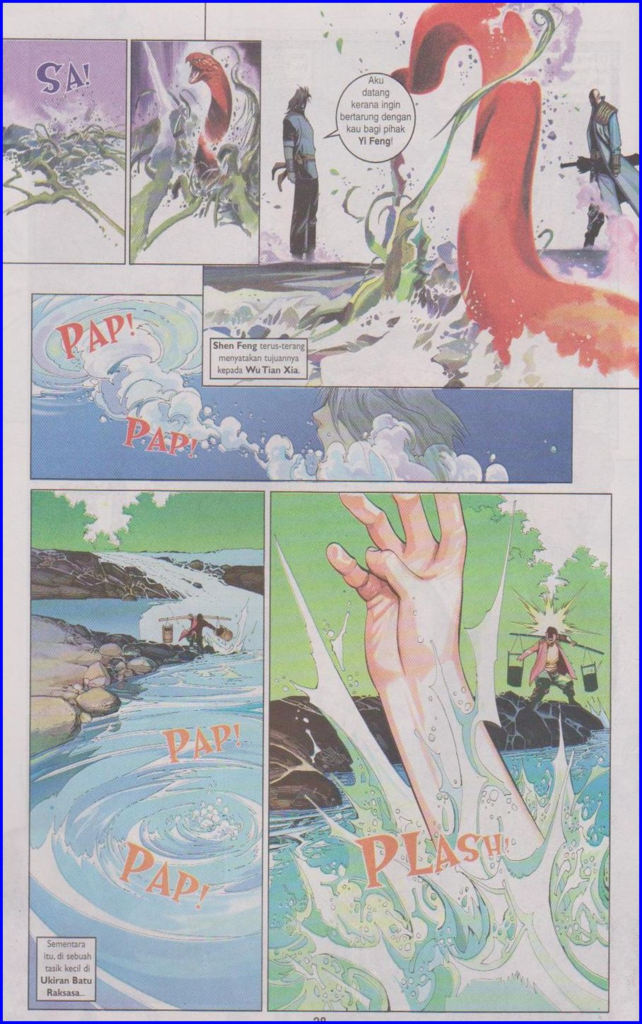 SA!
Aku
datang
kerana ingin
bertarung dengan
kau bagi pihak
Yi Feng!
Shen Feng terus-terang
menyatakan tujuannya
kepada Wu Tian Xia.
PAP!
PAP!
PAP!
PAP!
Sementara
itu, di sebuah
tasik kecil di
Ukiran Batu
Raksasa...
PLASH!
28